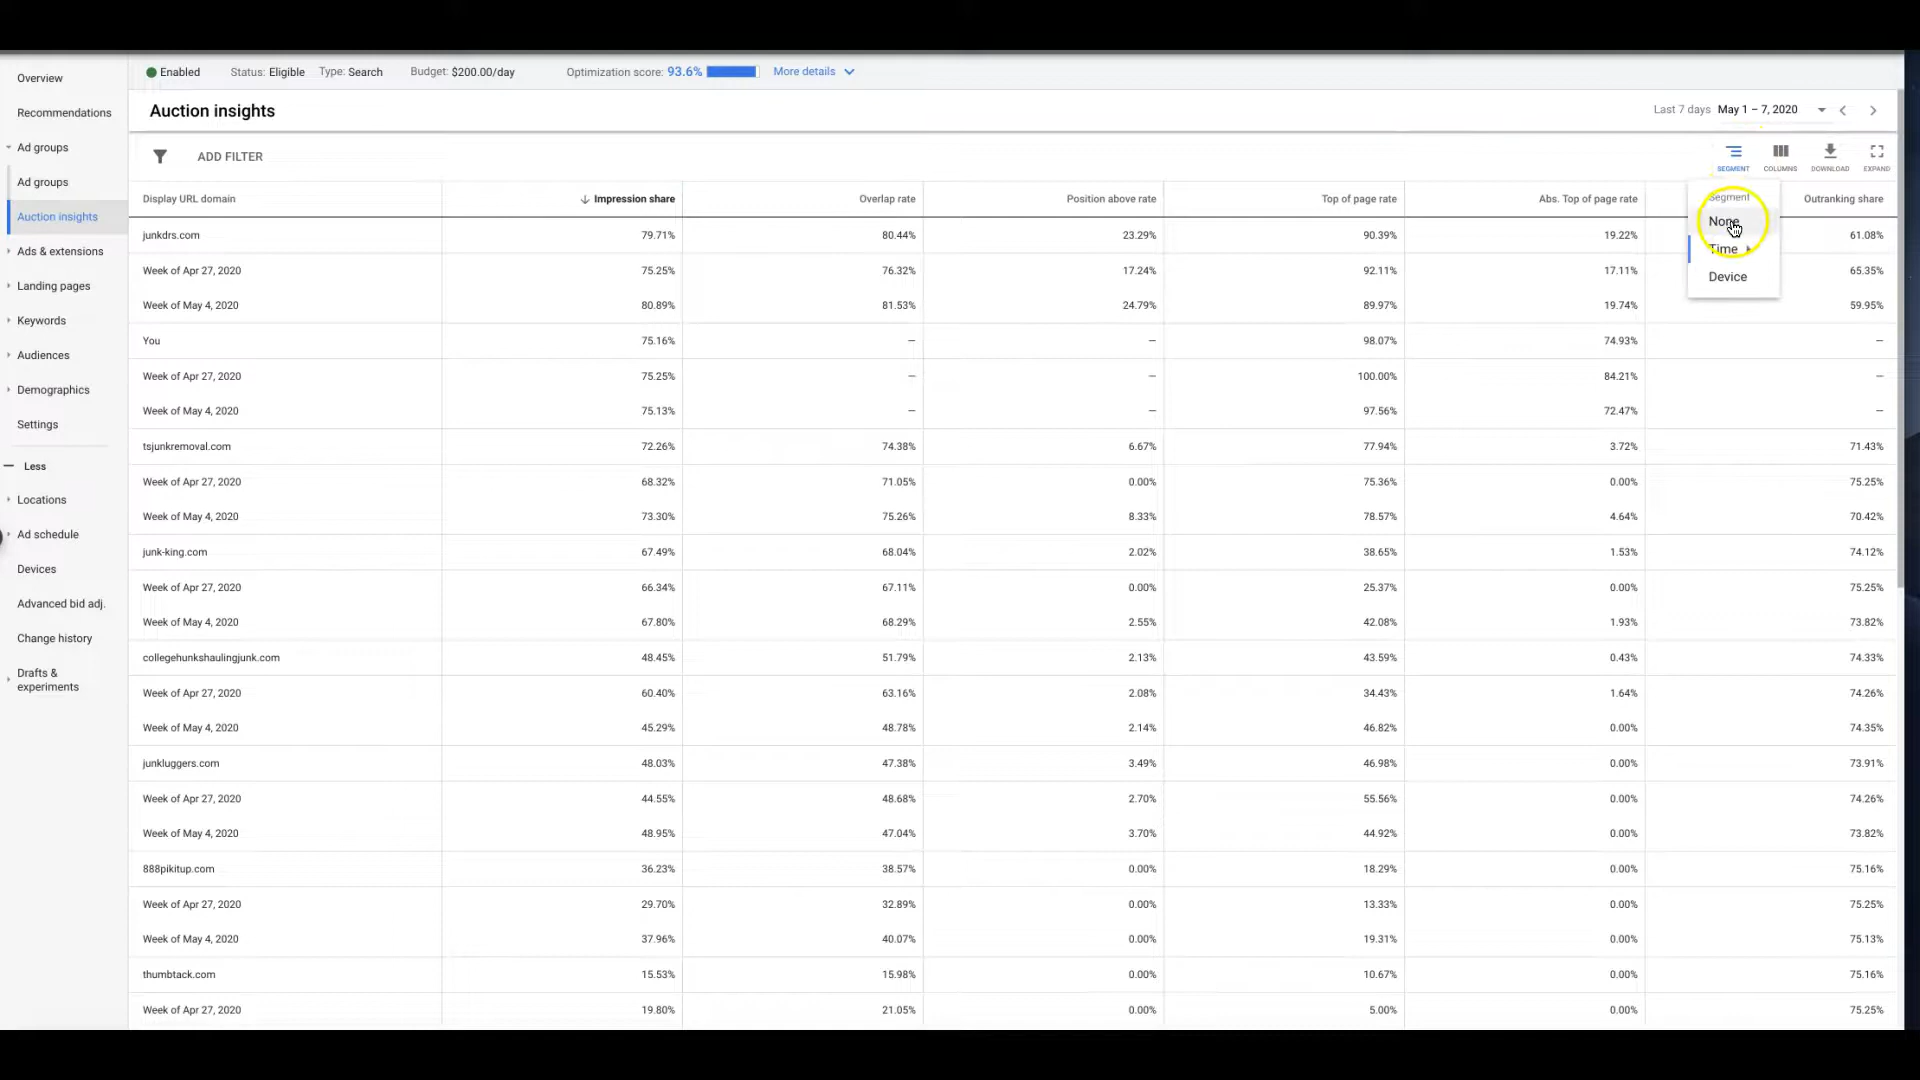 Enabled Status: Eligible Type: Search Budget: $200.00/day Optimization score: 93.6% More details
Overview
Recommendations
Ad groups
Ad groups
Auction insights
Ads & extensions
Landing pages
Keywords
Audiences
Demographics
Settings
Less
Locations
Ad schedule
Devices
Advanced bid adj.
Change history
Drafts &
experiments
Auction insights Last 7 days May 1 – 7, 2020
ADD FILTER SEGMENT COLUMNS DOWNLOAD EXPAND
Segment
None
Time
Device
Display URL domain Impression share Overlap rate Position above rate Top of page rate Abs. Top of page rate Outranking share
junkdrs.com 79.71% 80.44% 23.29% 90.39% 19.22% 61.08%
Week of Apr 27, 2020 75.25% 76.32% 17.24% 92.11% 17.11% 65.35%
Week of May 4, 2020 80.89% 81.53% 24.79% 89.97% 19.74% 59.95%
You 75.16% — — 98.07% 74.93% —
Week of Apr 27, 2020 75.25% — — 100.00% 84.21% —
Week of May 4, 2020 75.13% — — 97.56% 72.47% —
tsjunkremoval.com 72.26% 74.38% 6.67% 77.94% 3.72% 71.43%
Week of Apr 27, 2020 68.32% 71.05% 0.00% 75.36% 0.00% 75.25%
Week of May 4, 2020 73.30% 75.26% 8.33% 78.57% 4.64% 70.42%
junk-king.com 67.49% 68.04% 2.02% 38.65% 1.53% 74.12%
Week of Apr 27, 2020 66.34% 67.11% 0.00% 25.37% 0.00% 75.25%
Week of May 4, 2020 67.80% 68.29% 2.55% 42.08% 1.93% 73.82%
collegehunkshaulingjunk.com 48.45% 51.79% 2.13% 43.59% 0.43% 74.33%
Week of Apr 27, 2020 60.40% 63.16% 2.08% 34.43% 1.64% 74.26%
Week of May 4, 2020 45.29% 48.78% 2.14% 46.82% 0.00% 74.35%
junkluggers.com 48.03% 47.38% 3.49% 46.98% 0.00% 73.91%
Week of Apr 27, 2020 44.55% 48.68% 2.70% 55.56% 0.00% 74.26%
Week of May 4, 2020 48.95% 47.04% 3.70% 44.92% 0.00% 73.82%
888pikitup.com 36.23% 38.57% 0.00% 18.29% 0.00% 75.16%
Week of Apr 27, 2020 29.70% 32.89% 0.00% 13.33% 0.00% 75.25%
Week of May 4, 2020 37.96% 40.07% 0.00% 19.31% 0.00% 75.13%
thumbtack.com 15.53% 15.98% 0.00% 10.67% 0.00% 75.16%
Week of Apr 27, 2020 19.80% 21.05% 0.00% 5.00% 0.00% 75.25%